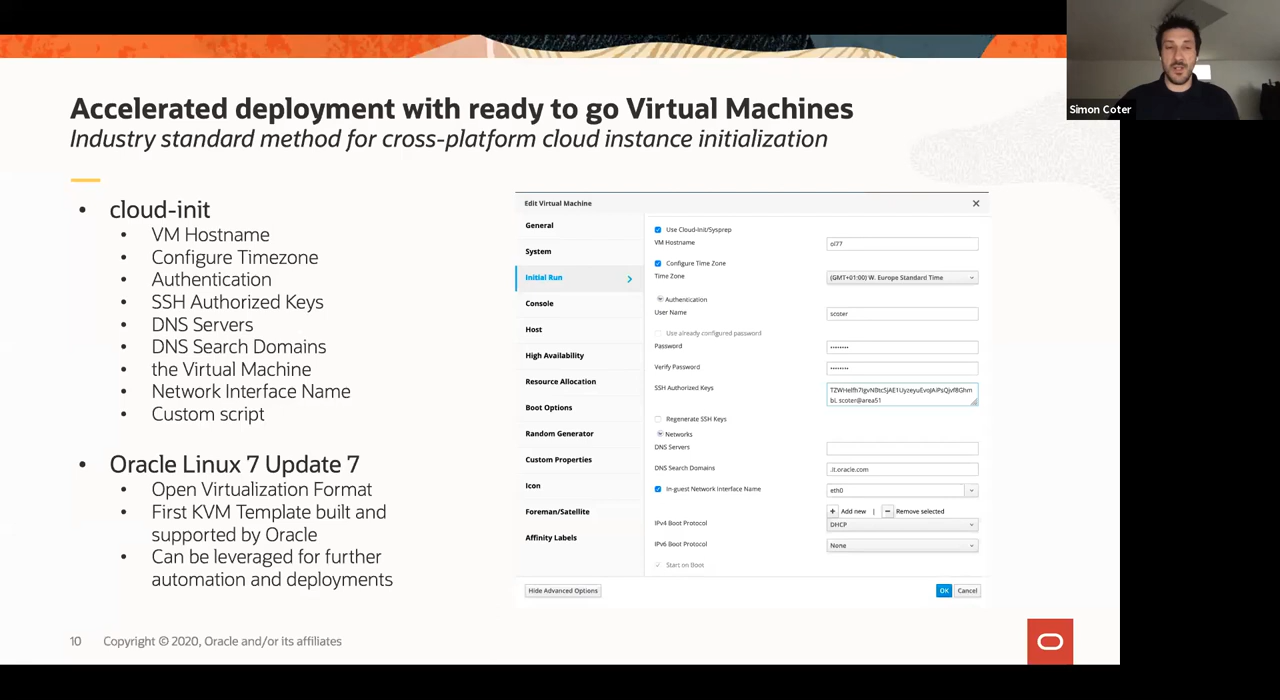 Simon Coter
Accelerated deployment with ready to go Virtual Machines
Industry standard method for cross-platform cloud instance initialization
• cloud-init
• VM Hostname
• Configure Timezone
• Authentication
• SSH Authorized Keys
• DNS Servers
• DNS Search Domains
• the Virtual Machine
• Network Interface Name
• Custom script
• Oracle Linux 7 Update 7
• Open Virtualization Format
• First KVM Template built and
supported by Oracle
• Can be leveraged for further
automation and deployments
Edit Virtual Machine
General
System
Initial Run
Console
Host
High Availability
Resource Allocation
Boot Options
Random Generator
Custom Properties
Icon
Foreman/Satellite
Affinity Labels
Use Cloud-Init/Sysprep
VM Hostname
ol77
Configure Time Zone
Time Zone
(GMT+01:00) W. Europe Standard Time
Authentication
User Name
scoter
Use already configured password
Password
••••••••
Verify Password
••••••••
SSH Authorized Keys
bL scoter@area51
Regenerate SSH Keys
Networks
DNS Servers
DNS Search Domains
.it.oracle.com
In-guest Network Interface Name
eth0
+ Add new | − Remove selected
IPv4 Boot Protocol
DHCP
IPv6 Boot Protocol
None
Start on Boot
Hide Advanced Options
OK
Cancel
10 Copyright © 2020, Oracle and/or its affiliates